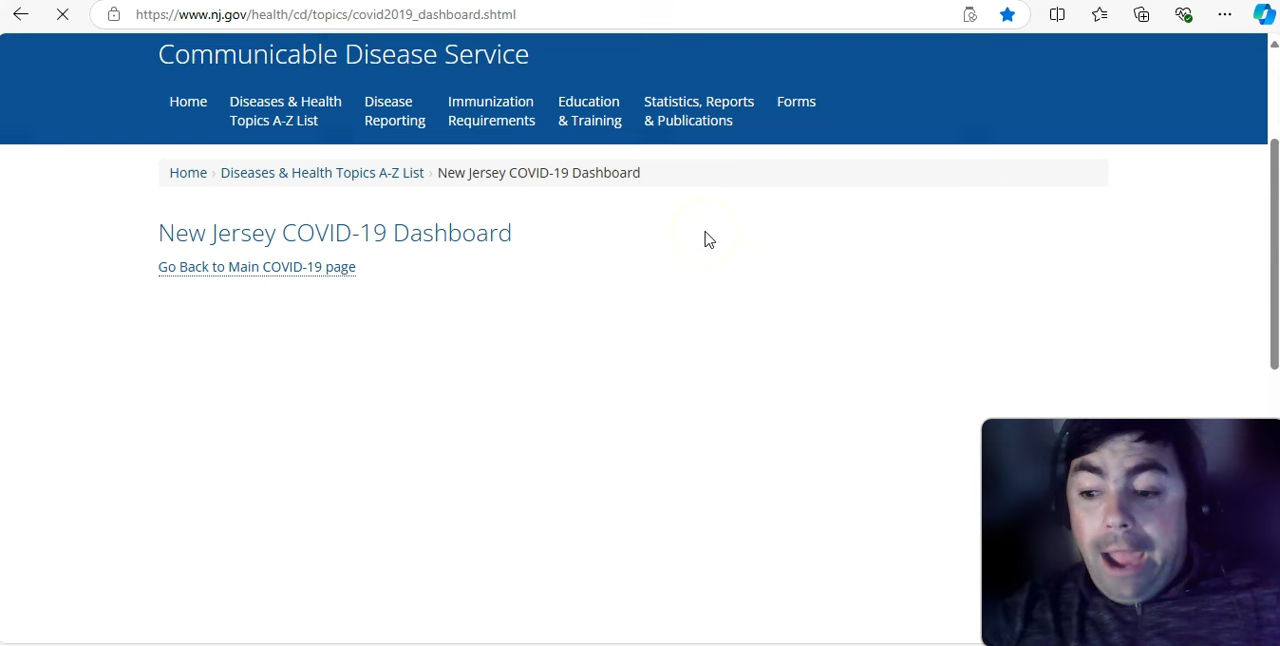 https://www.nj.gov/health/cd/topics/covid2019_dashboard.shtml
Communicable Disease Service
Home
Diseases & Health
Topics A-Z List
Disease
Reporting
Immunization
Requirements
Education
& Training
Statistics, Reports
& Publications
Forms
Home › Diseases & Health Topics A-Z List › New Jersey COVID-19 Dashboard
New Jersey COVID-19 Dashboard
Go Back to Main COVID-19 page